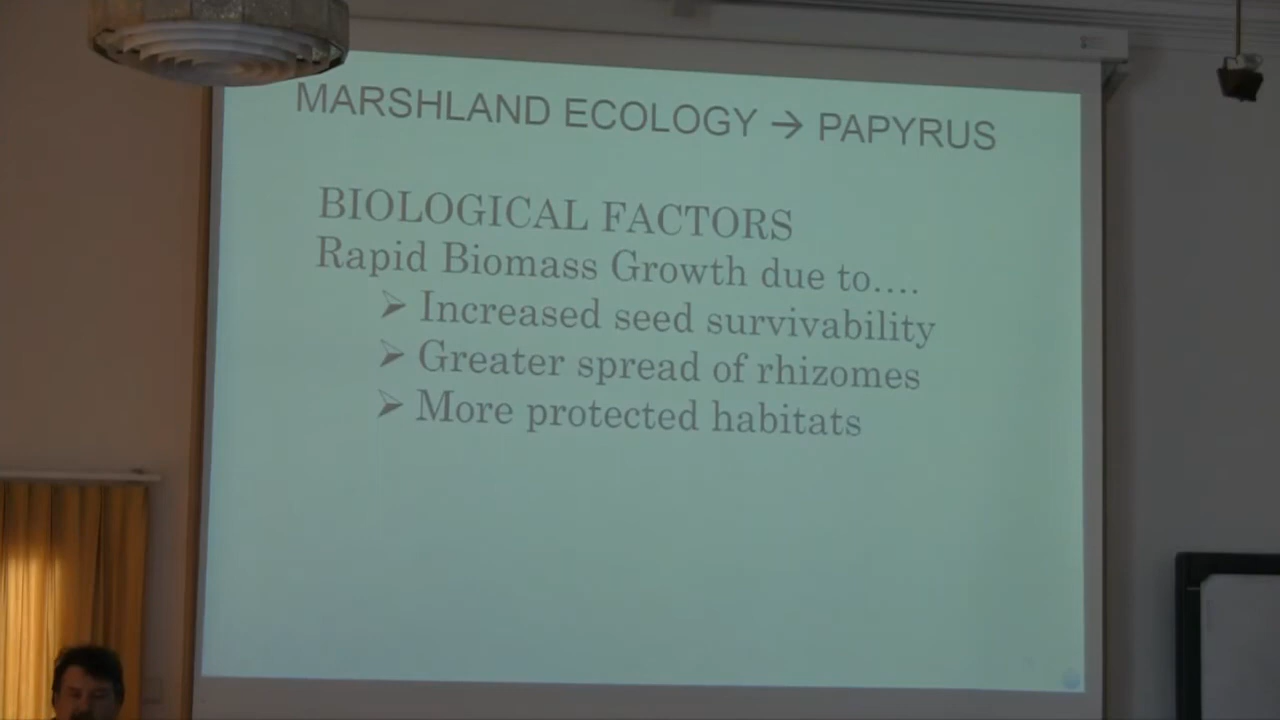 MARSHLAND ECOLOGY → PAPYRUS
BIOLOGICAL FACTORS
Rapid Biomass Growth due to....
➢ Increased seed survivability
➢ Greater spread of rhizomes
➢ More protected habitats